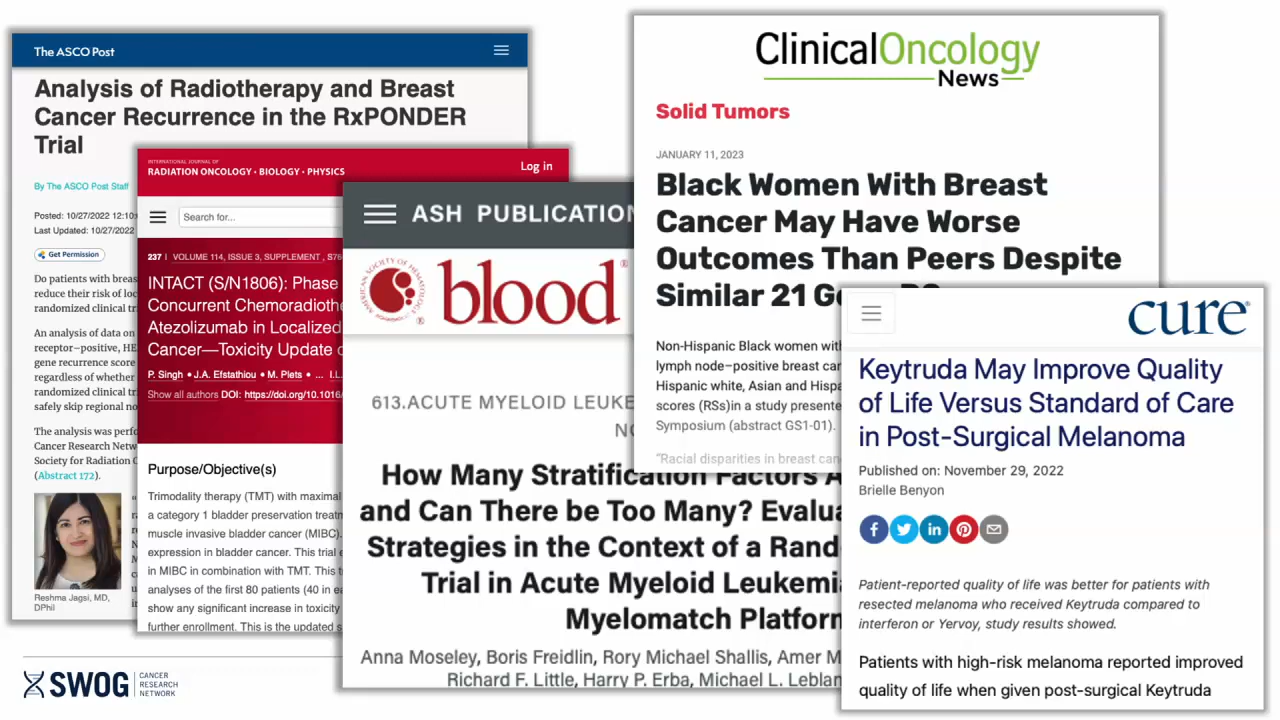 The ASCO Post
Analysis of Radiotherapy and Breast
Cancer Recurrence in the RxPONDER
Trial
By The ASCO Post Staff
Posted: 10/27/2022 12:10:
Last Updated: 10/27/2022
Get Permission
Do patients with breas
reduce their risk of loc
randomized clinical tr
An analysis of data on
receptor–positive, HE
gene recurrence score
regardless of whether
randomized clinical tr
safely skip regional no
The analysis was perfo
Cancer Research Netw
Society for Radiation O
(Abstract 172).
Reshma Jagsi, MD,
DPhil
INTERNATIONAL JOURNAL OF
RADIATION ONCOLOGY • BIOLOGY • PHYSICS
Log in
Search for...
237 | VOLUME 114, ISSUE 3, SUPPLEMENT , S76
INTACT (S/N1806): Phase
Concurrent Chemoradiothe
Atezolizumab in Localized
Cancer—Toxicity Update o
P. Singh • J.A. Efstathiou • M. Plets • ... I.L.
Show all authors DOI: https://doi.org/10.1016/
Purpose/Objective(s)
Trimodality therapy (TMT) with maximal
a category 1 bladder preservation treatm
muscle invasive bladder cancer (MIBC).
expression in bladder cancer. This trial e
in MIBC in combination with TMT. This t
analyses of the first 80 patients (40 in ea
show any significant increase in toxicity
further enrollment. This is the updated s
ASH PUBLICATION
AMERICAN SOCIETY OF HEMATOLOGY
blood®
613.ACUTE MYELOID LEUKE
NO
How Many Stratification Factors A
and Can There be Too Many? Evalua
Strategies in the Context of a Rand
Trial in Acute Myeloid Leukemia
Myelomatch Platform
Anna Moseley, Boris Freidlin, Rory Michael Shallis, Amer M
Richard F. Little, Harry P. Erba, Michael L. Leblan
ClinicalOncology
News
Solid Tumors
JANUARY 11, 2023
Black Women With Breast
Cancer May Have Worse
Outcomes Than Peers Despite
Similar 21 Ge
Non-Hispanic Black women with
lymph node–positive breast can
Hispanic white, Asian and Hispa
scores (RSs)in a study presente
Symposium (abstract GS1-01).
"Racial disparities in breast canc
cure®
Keytruda May Improve Quality
of Life Versus Standard of Care
in Post-Surgical Melanoma
Published on: November 29, 2022
Brielle Benyon
Patient-reported quality of life was better for patients with
resected melanoma who received Keytruda compared to
interferon or Yervoy, study results showed.
Patients with high-risk melanoma reported improved
quality of life when given post-surgical Keytruda
SWOG
CANCER
RESEARCH
NETWORK